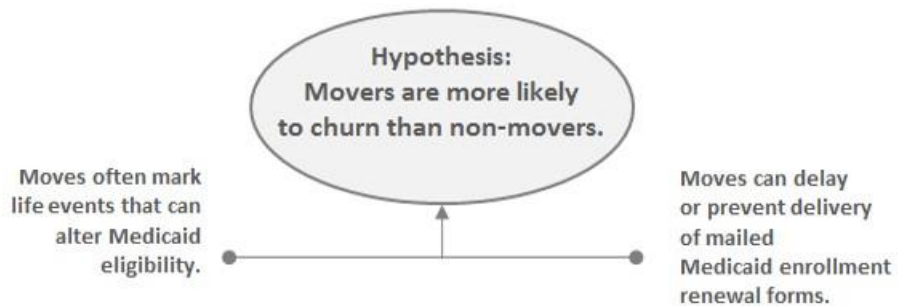 Hypothesis:
Movers are more likely
to churn than non-movers.
Moves often mark
life events that can
alter Medicaid
eligibility.
Moves can delay
or prevent delivery
of mailed
Medicaid enrollment
renewal forms.